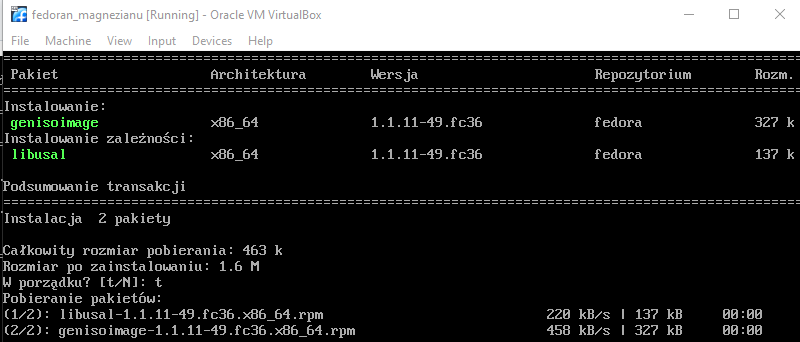 fedoran_magnezianu [Running] - Oracle VM VirtualBox
File Machine View Input Devices Help
================================================================================
Pakiet Architektura Wersja Repozytorium Rozm.
================================================================================
Instalowanie:
genisoimage x86_64 1.1.11-49.fc36 fedora 327 k
Instalowanie zależności:
libusal x86_64 1.1.11-49.fc36 fedora 137 k
Podsumowanie transakcji
================================================================================
Instalacja 2 pakiety
Całkowity rozmiar pobierania: 463 k
Rozmiar po zainstalowaniu: 1.6 M
W porządku? [t/N]: t
Pobieranie pakietów:
(1/2): libusal-1.1.11-49.fc36.x86_64.rpm 220 kB/s | 137 kB 00:00
(2/2): genisoimage-1.1.11-49.fc36.x86_64.rpm 458 kB/s | 327 kB 00:00